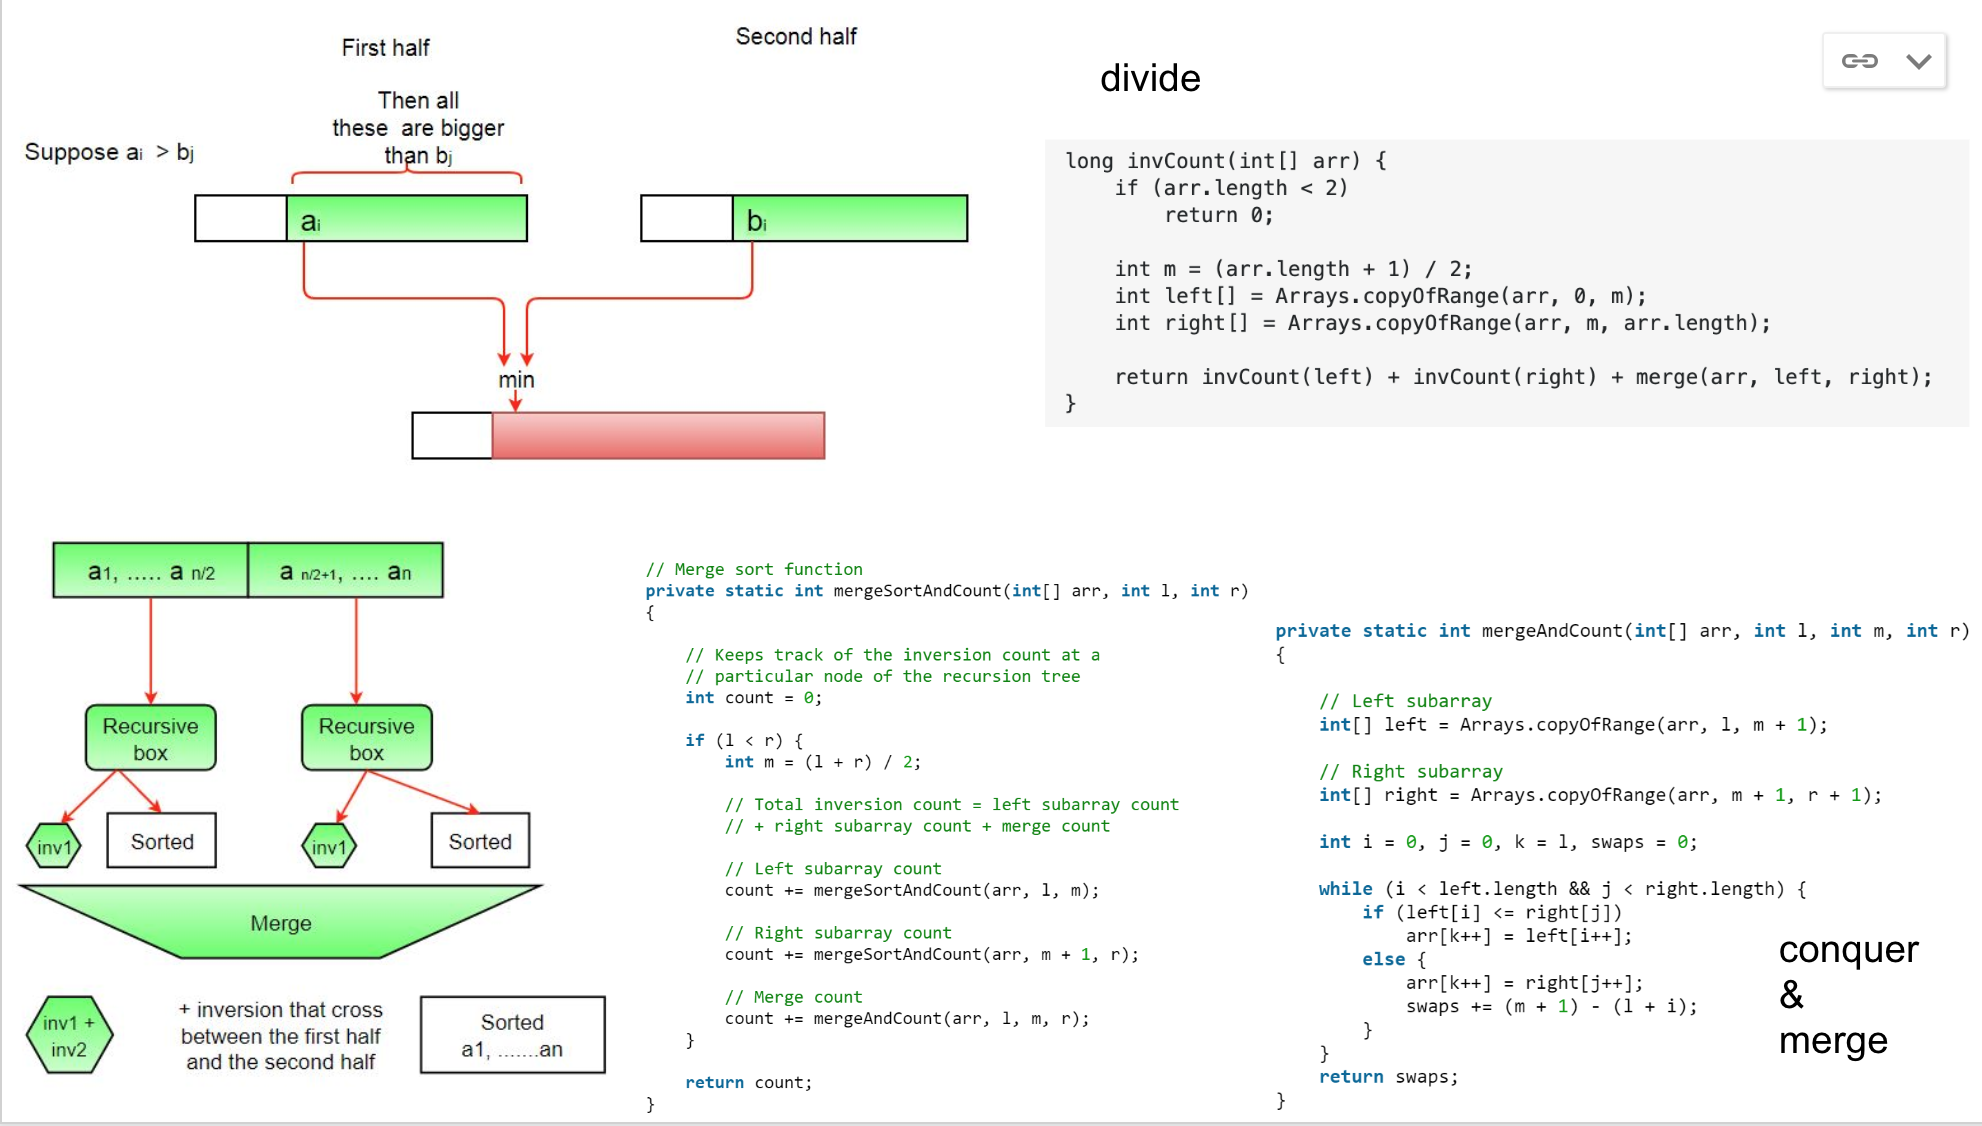 First half
Second half
Then all
these are bigger
than bj
Suppose ai > bj
ai
bi
min
divide
long invCount(int[] arr) {
    if (arr.length < 2)
        return 0;
    int m = (arr.length + 1) / 2;
    int left[] = Arrays.copyOfRange(arr, 0, m);
    int right[] = Arrays.copyOfRange(arr, m, arr.length);
    return invCount(left) + invCount(right) + merge(arr, left, right);
}
a1, ..... a n/2
a n/2+1, .... an
Recursive
box
Recursive
box
inv1
Sorted
inv1
Sorted
Merge
inv1 +
inv2
+ inversion that cross
between the first half
and the second half
Sorted
a1, .......an
// Merge sort function
private static int mergeSortAndCount(int[] arr, int l, int r)
{
    // Keeps track of the inversion count at a
    // particular node of the recursion tree
    int count = 0;
    if (l < r) {
        int m = (l + r) / 2;
        // Total inversion count = left subarray count
        // + right subarray count + merge count
        // Left subarray count
        count += mergeSortAndCount(arr, l, m);
        // Right subarray count
        count += mergeSortAndCount(arr, m + 1, r);
        // Merge count
        count += mergeAndCount(arr, l, m, r);
    }
    return count;
}
private static int mergeAndCount(int[] arr, int l, int m, int r)
{
    // Left subarray
    int[] left = Arrays.copyOfRange(arr, l, m + 1);
    // Right subarray
    int[] right = Arrays.copyOfRange(arr, m + 1, r + 1);
    int i = 0, j = 0, k = l, swaps = 0;
    while (i < left.length && j < right.length) {
        if (left[i] <= right[j])
            arr[k++] = left[i++];
        else {
            arr[k++] = right[j++];
            swaps += (m + 1) - (l + i);
        }
    }
    return swaps;
}
conquer
&
merge